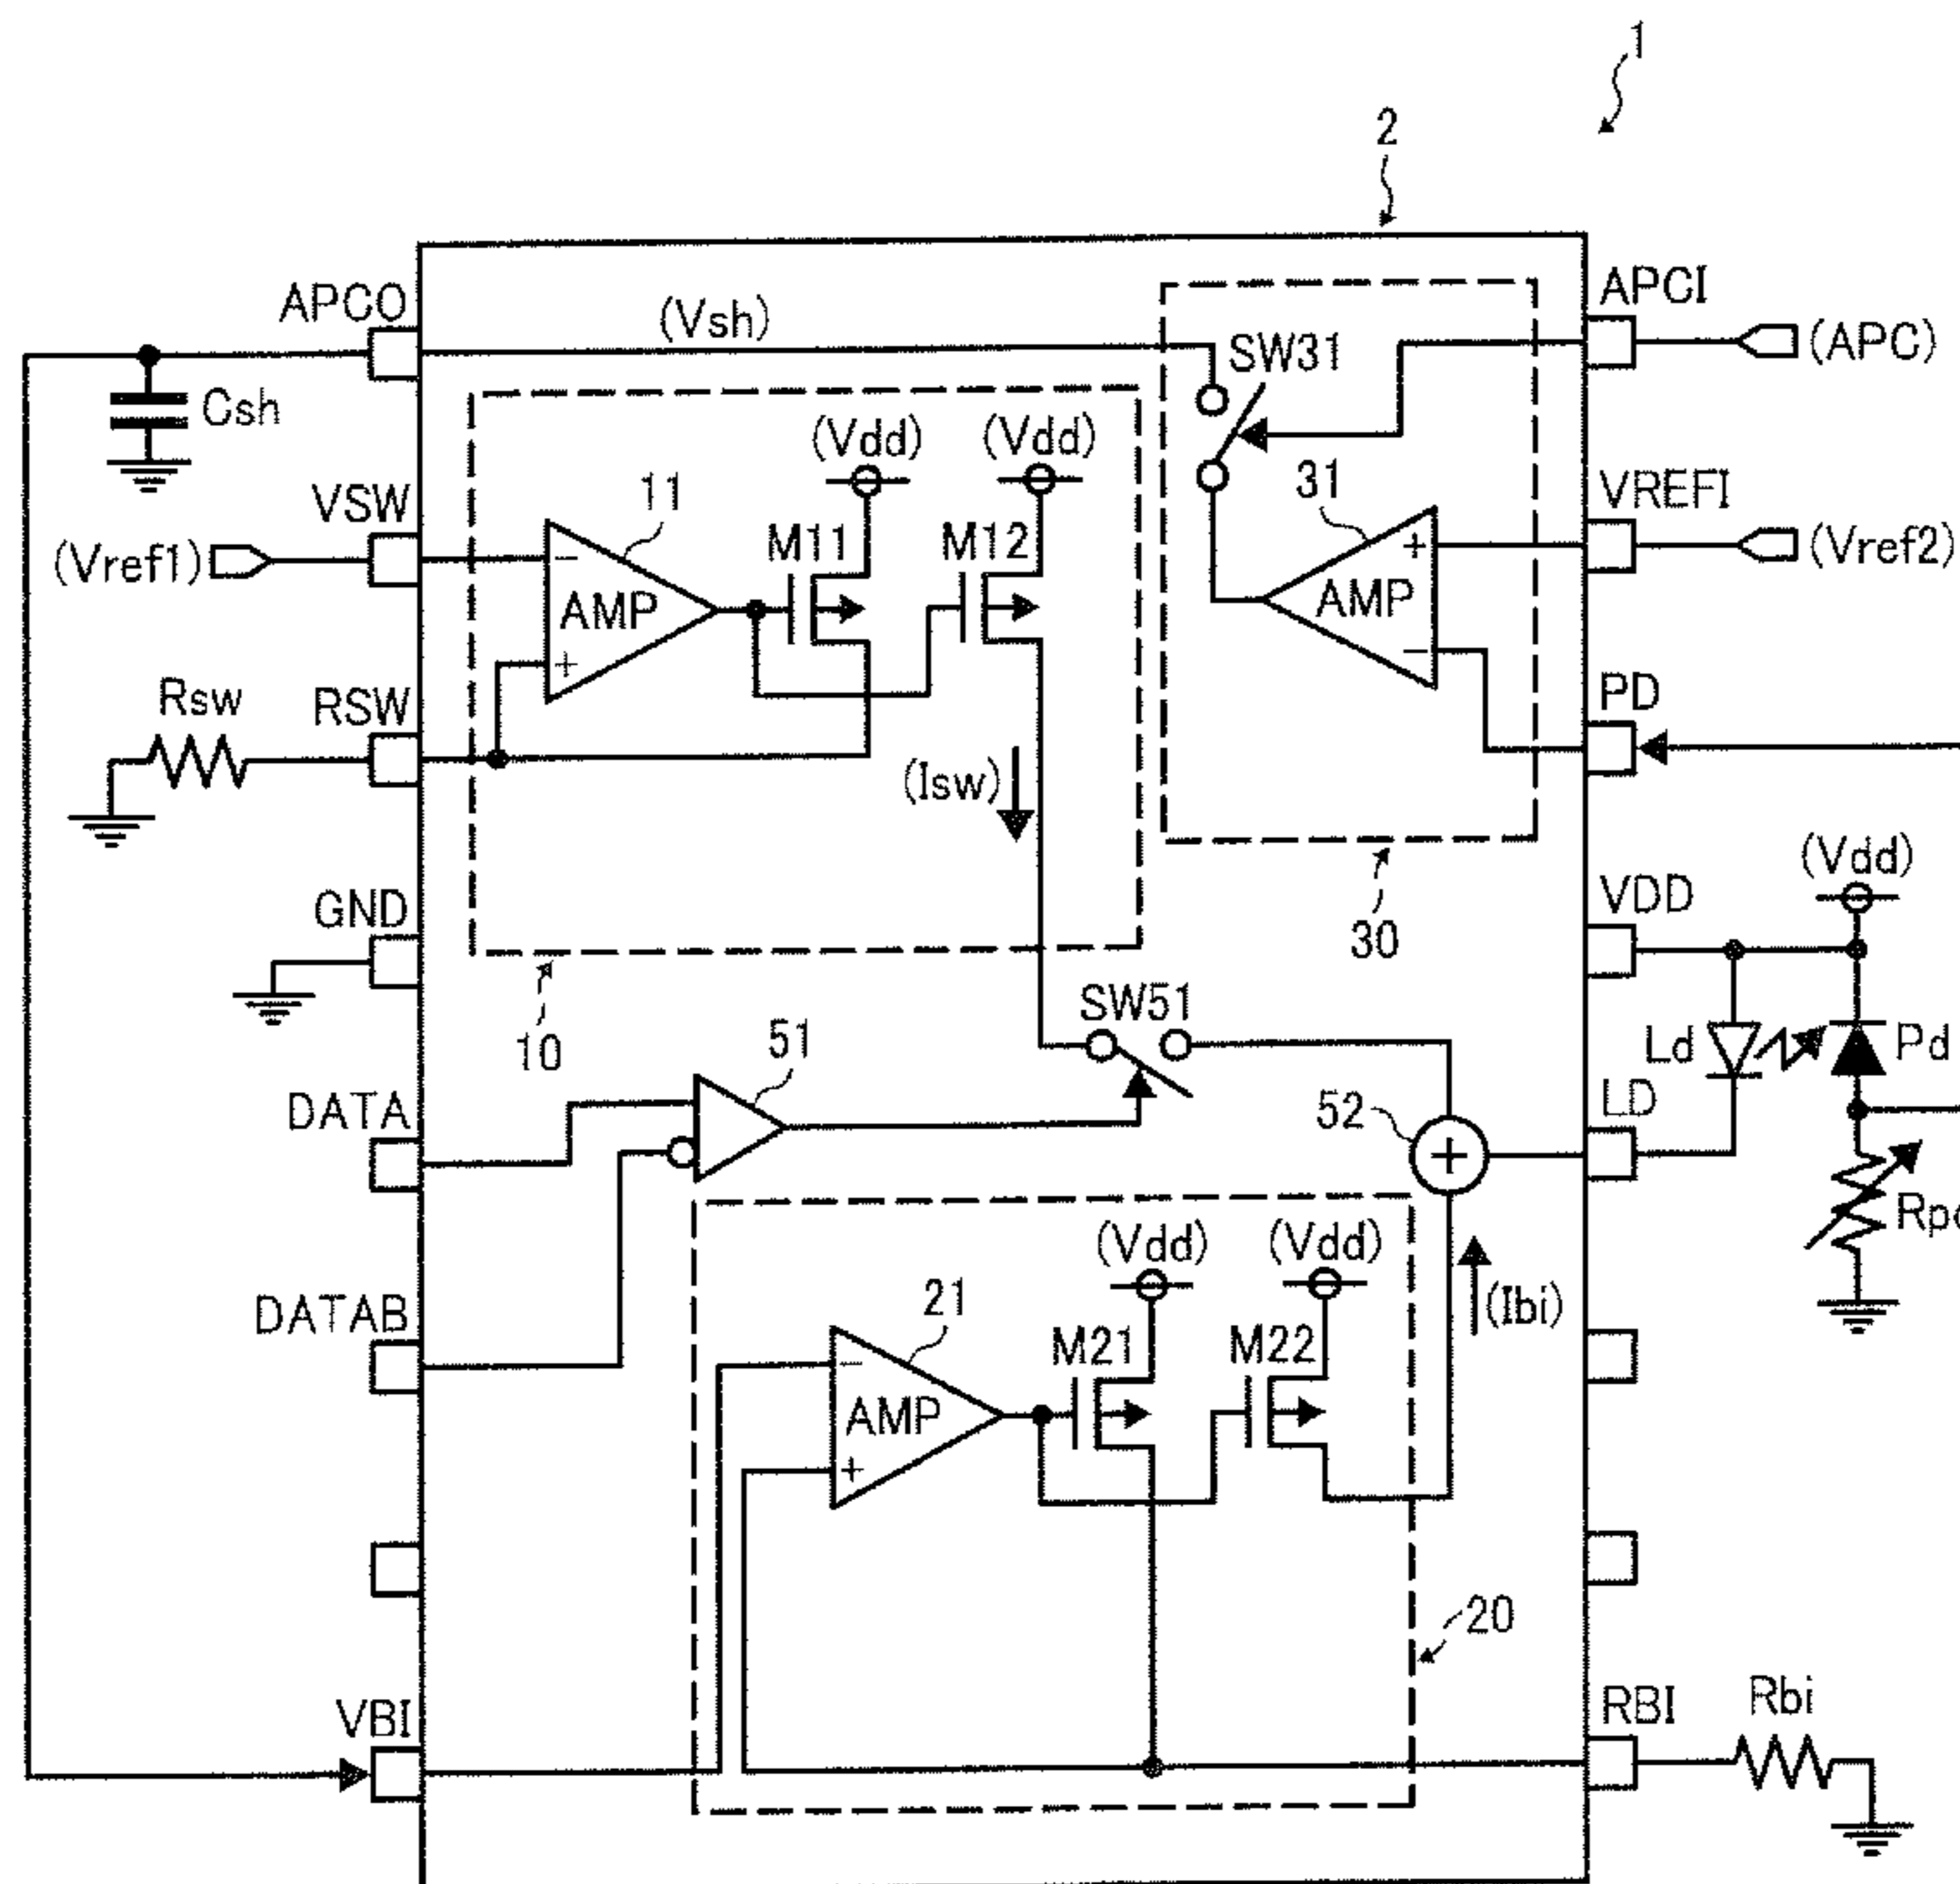 1
2
APCO
(Vsh)
APCI
SW31
(APC)
Csh
(Vdd)
(Vdd)
VSW
11
31
VREFI
(Vref1)
M11
M12
+
(Vref2)
−
AMP
AMP
+
−
Rsw
RSW
PD
(Isw)
(Vdd)
GND
VDD
30
10
SW51
51
Ld
Pd
DATA
52
LD
+
(Vdd)
(Vdd)
DATAB
21
(Ibi)
M21
M22
−
AMP
+
20
VBI
RBI
Rbi